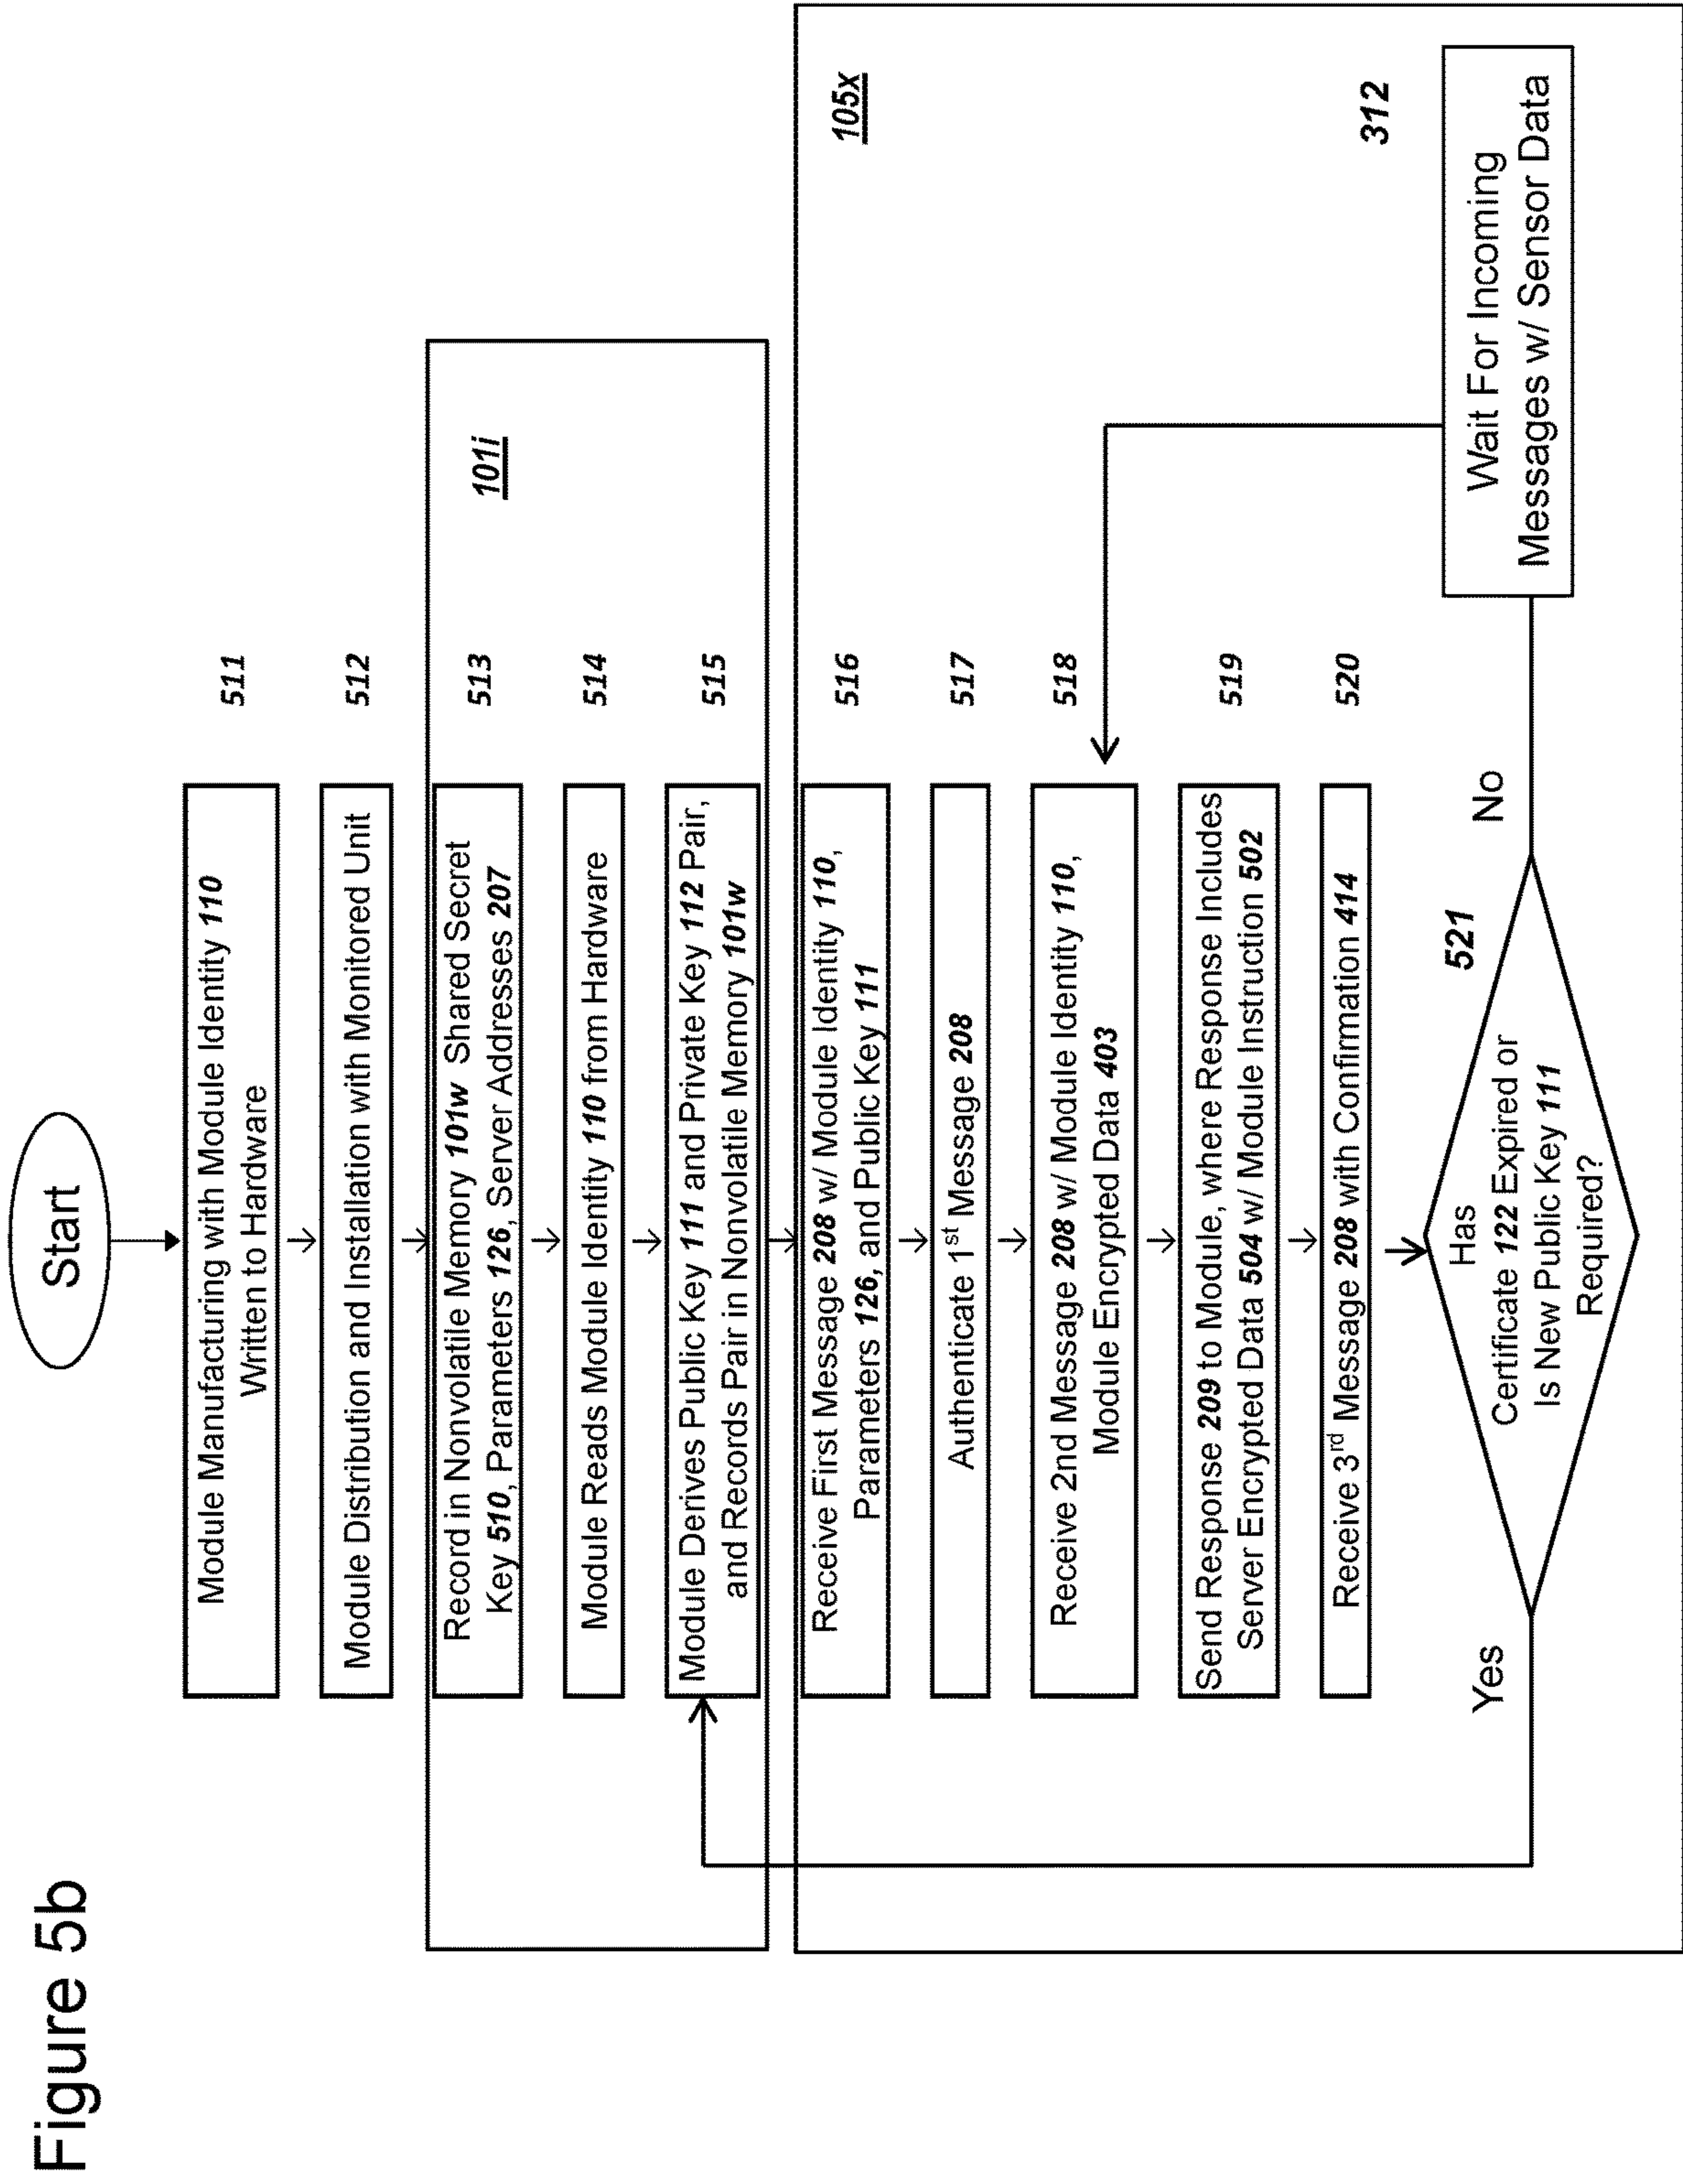 Figure 5b
Start
Module Manufacturing with Module Identity 110
Written to Hardware
511
Module Distribution and Installation with Monitored Unit
512
101i
Record in Nonvolatile Memory 101w Shared Secret
Key 510, Parameters 126, Server Addresses 207
513
Module Reads Module Identity 110 from Hardware
514
Module Derives Public Key 111 and Private Key 112 Pair,
and Records Pair in Nonvolatile Memory 101w
515
105x
Receive First Message 208 w/ Module Identity 110,
Parameters 126, and Public Key 111
516
Authenticate 1st Message 208
517
Receive 2nd Message 208 w/ Module Identity 110,
Module Encrypted Data 403
518
Send Response 209 to Module, where Response Includes
Server Encrypted Data 504 w/ Module Instruction 502
519
Receive 3rd Message 208 with Confirmation 414
520
Has
Certificate 122 Expired or
Is New Public Key 111
Required?
521
Yes
No
312
Wait For Incoming
Messages w/ Sensor Data